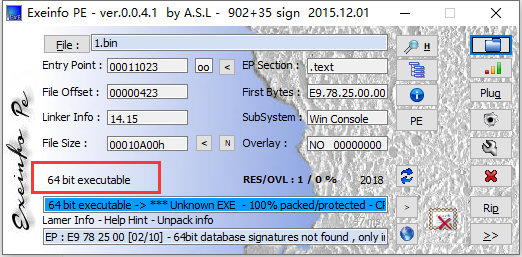 Exeinfo PE - ver.0.0.4.1 by A.S.L - 902+35 sign 2015.12.01
File : 1.bin H
Entry Point : 00011023 oo < EP Section : .text
File Offset : 00000423 First Bytes : E9.78.25.00.00 Plug
Linker Info : 14.15 SubSystem : Win Console PE
File Size : 00010A00h < N Overlay : NO 00000000
64 bit executable RES/OVL : 1 / 0 % 2018
64 bit executable -> *** Unknown EXE - 100% packed/protected - CF > Rip
Lamer Info - Help Hint - Unpack info
EP : E9 78 25 00 [02/10] - 64bit database signatures not found , only in >>
Exeinfo Pe